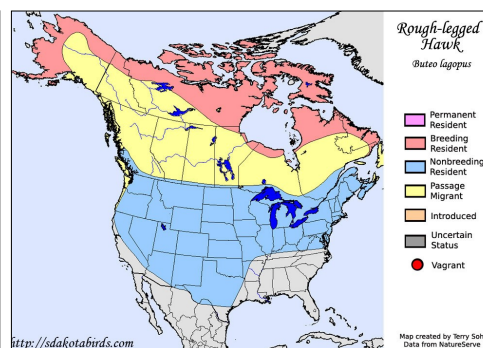 Rough-legged
Hawk
Buteo lagopus
Permanent
Resident
Breeding
Resident
Nonbreeding
Resident
Passage
Migrant
Introduced
Uncertain
Status
Vagrant
http://sdakotabirds.com
Map created by Terry Soh
Data from NatureServe